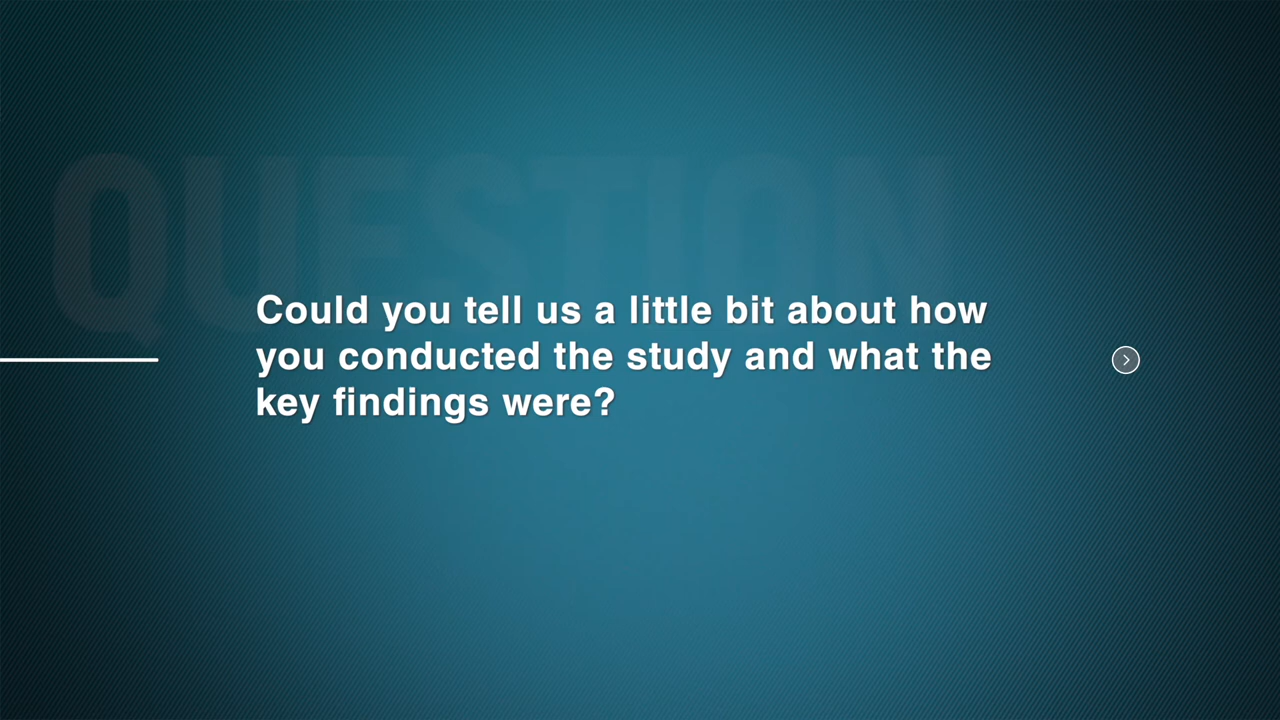 QUESTION
Could you tell us a little bit about how
you conducted the study and what the
key findings were?